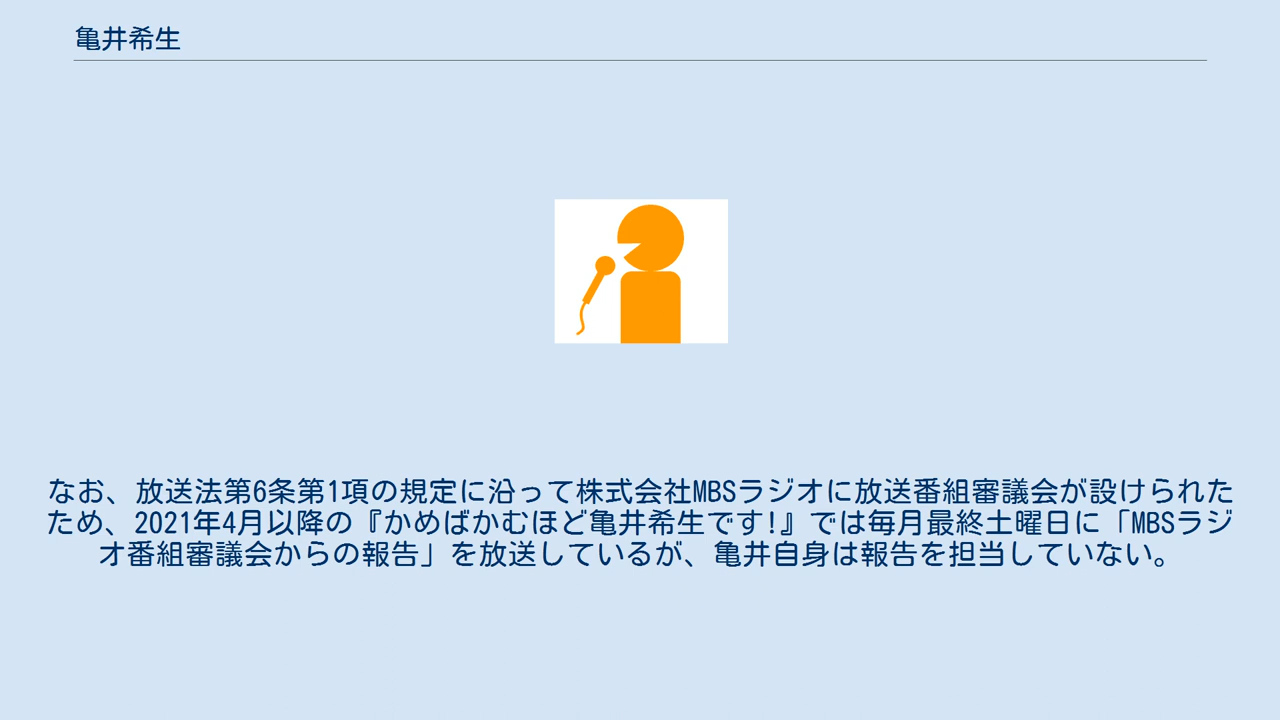 亀井希生
なお、放送法第6条第1項の規定に沿って株式会社MBSラジオに放送番組審議会が設けられた
ため、2021年4月以降の『かめばかむほど亀井希生です!』では毎月最終土曜日に「MBSラジ
オ番組審議会からの報告」を放送しているが、亀井自身は報告を担当していない。